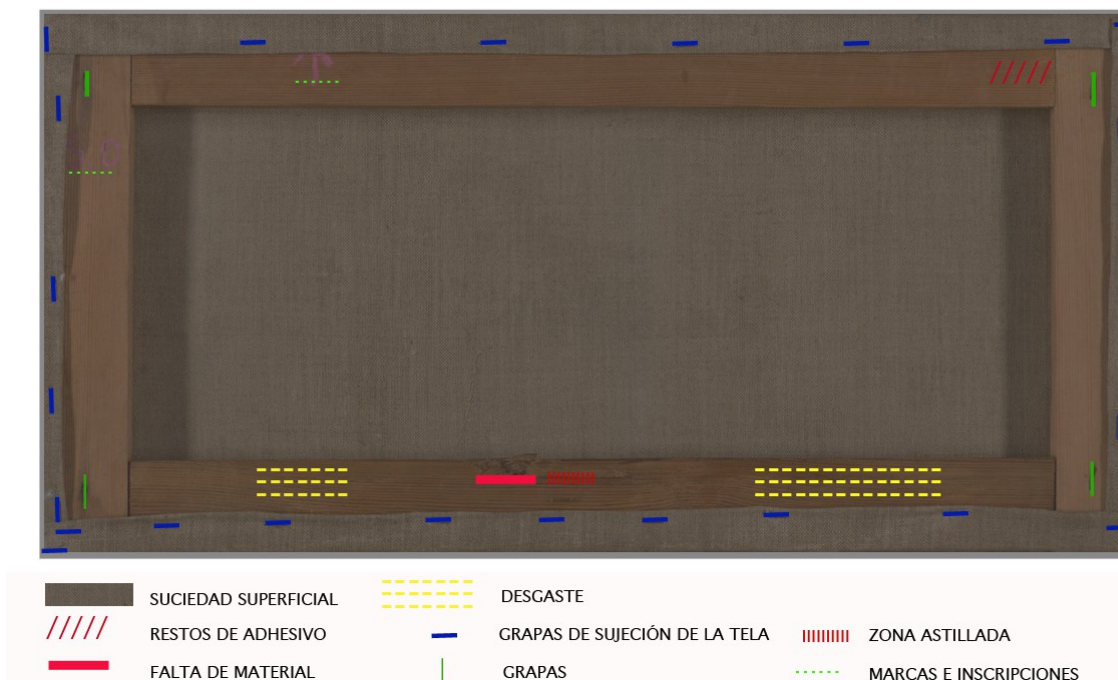 SUCIEDAD SUPERFICIAL
DESGASTE
RESTOS DE ADHESIVO
GRAPAS DE SUJECIÓN DE LA TELA
ZONA ASTILLADA
FALTA DE MATERIAL
GRAPAS
MARCAS E INSCRIPCIONES